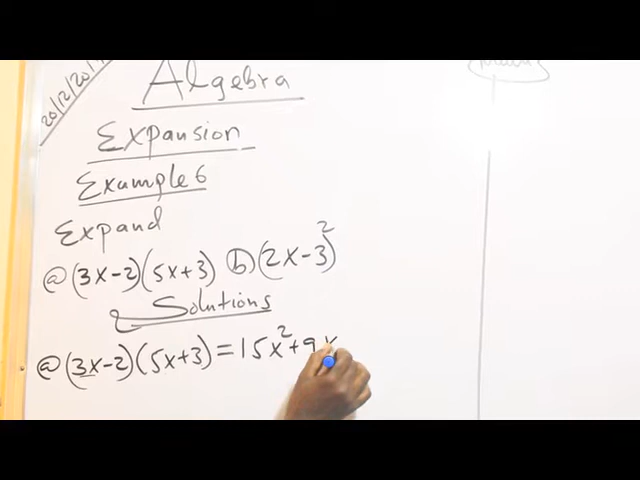 20/12/201
Algebra
Expansion
Example 6
Expand
(a) (3x-2)(5x+3) (b) (2x-3)²
Solutions
(a) (3x-2)(5x+3) = 15x²+9x